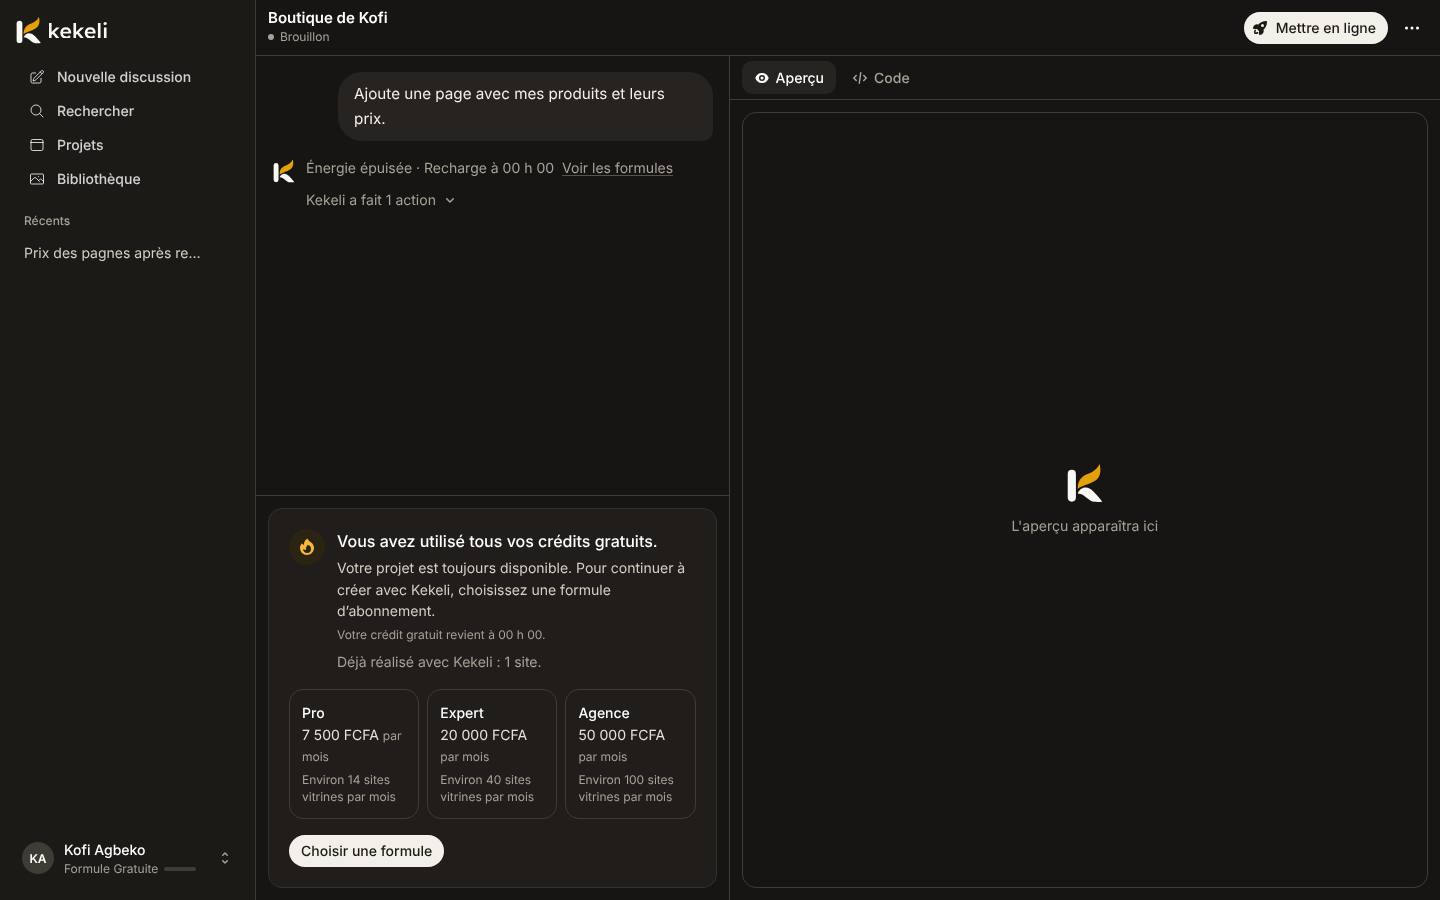 kekeli
Nouvelle discussion
Rechercher
Projets
Bibliothèque
Récents
Prix des pagnes après re...
KA
Kofi Agbeko
Formule Gratuite
Boutique de Kofi
Brouillon
Mettre en ligne
Ajoute une page avec mes produits et leurs
prix.
Énergie épuisée · Recharge à 00 h 00 Voir les formules
Kekeli a fait 1 action
Vous avez utilisé tous vos crédits gratuits.
Votre projet est toujours disponible. Pour continuer à
créer avec Kekeli, choisissez une formule
d’abonnement.
Votre crédit gratuit revient à 00 h 00.
Déjà réalisé avec Kekeli : 1 site.
Pro
7 500 FCFA par
mois
Environ 14 sites
vitrines par mois
Expert
20 000 FCFA
par mois
Environ 40 sites
vitrines par mois
Agence
50 000 FCFA
par mois
Environ 100 sites
vitrines par mois
Choisir une formule
Aperçu
Code
L'aperçu apparaîtra ici